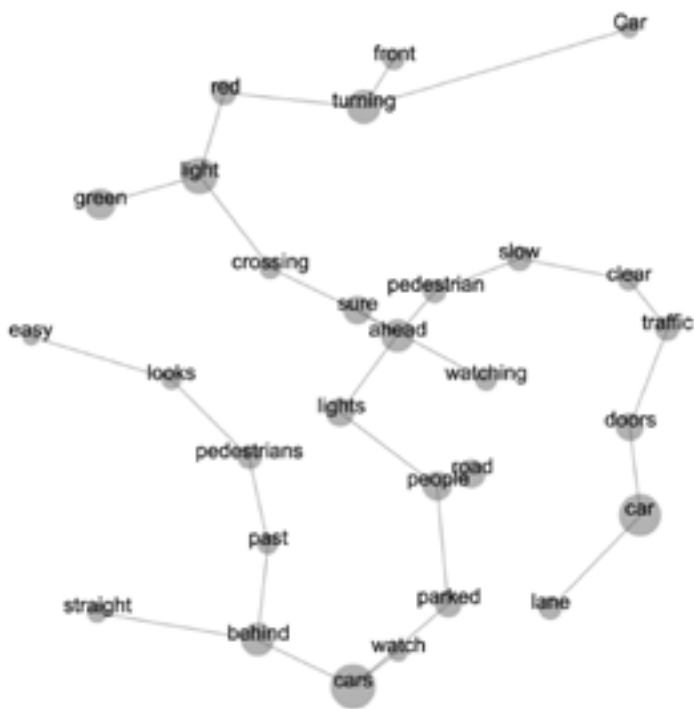 Car
front
red
turning
light
green
crossing
slow
pedestrian
clear
sure
ahead
traffic
easy
looks
watching
lights
doors
pedestrians
road
people
car
past
straight
parked
lane
behind
watch
cars